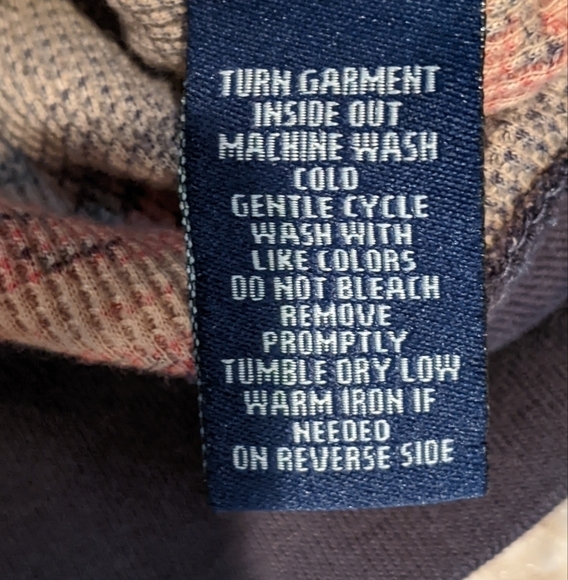 TURN GARMENT
INSIDE OUT
MACHINE WASH
COLD
GENTLE CYCLE
WASH WITH
LIKE COLORS
DO NOT BLEACH
REMOVE
PROMPTLY
TUMBLE DRY LOW
WARM IRON IF
NEEDED
ON REVERSE SIDE